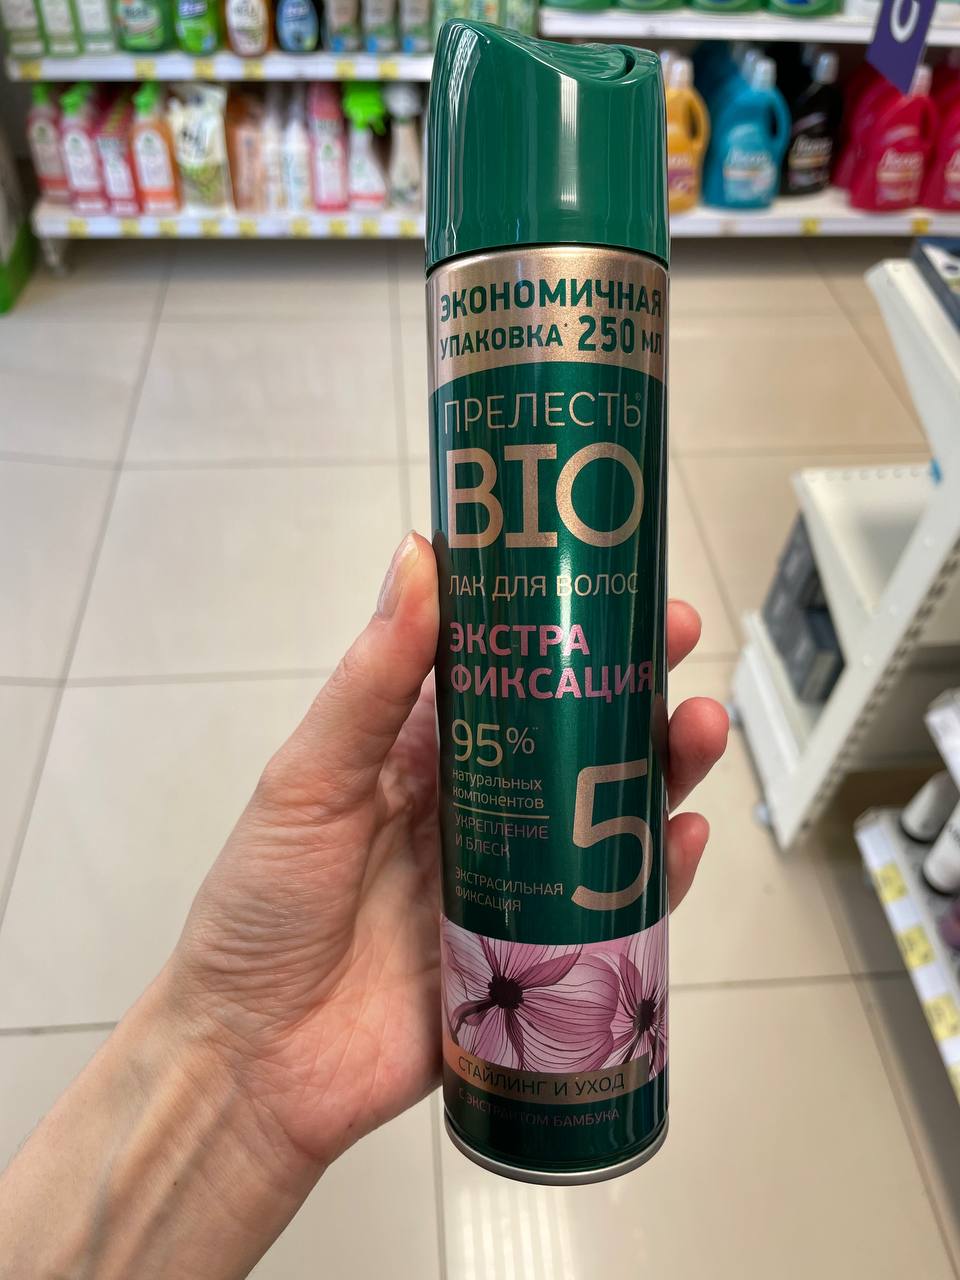 ЭКОНОМИЧНАЯ
УПАКОВКА* 250 МЛ
ПРЕЛЕСТЬ®
BIO
ЛАК ДЛЯ ВОЛОС
ЭКСТРА
ФИКСАЦИЯ
95%**
натуральных
компонентов
УКРЕПЛЕНИЕ
И БЛЕСК
ЭКСТРАСИЛЬНАЯ
ФИКСАЦИЯ
5
СТАЙЛИНГ И УХОД
С ЭКСТРАКТОМ БАМБУКА